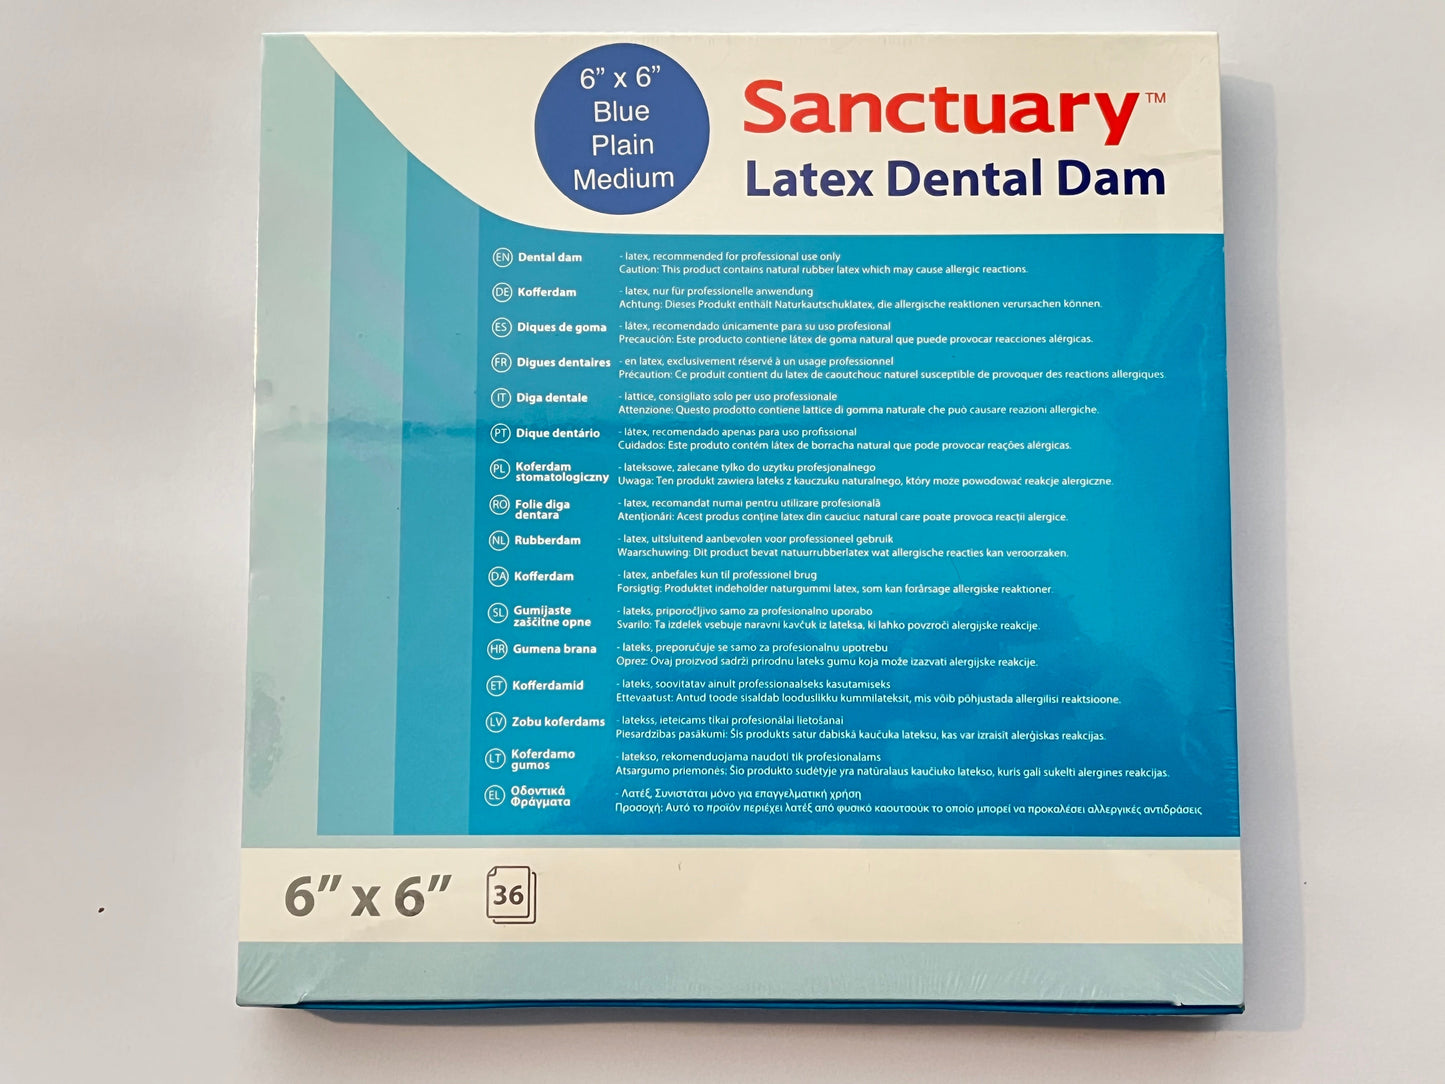 6” x 6”
Blue
Plain
Medium
Sanctuary™
Latex Dental Dam
EN Dental dam - latex, recommended for professional use only
Caution: This product contains natural rubber latex which may cause allergic reactions.
DE Kofferdam - latex, nur für professionelle anwendung
Achtung: Dieses Produkt enthält Naturkautschuklatex, die allergische reaktionen verursachen können.
ES Diques de goma - látex, recomendado únicamente para su uso profesional
Precaución: Este producto contiene látex de goma natural que puede provocar reacciones alérgicas.
FR Digues dentaires - en latex, exclusivement réservé à un usage professionnel
Précaution: Ce produit contient du latex de caoutchouc naturel susceptible de provoquer des reactions allergiques.
IT Diga dentale - lattice, consigliato solo per uso professionale
Attenzione: Questo prodotto contiene lattice di gomma naturale che può causare reazioni allergiche.
PT Dique dentário - látex, recomendado apenas para uso profissional
Cuidados: Este produto contém látex de borracha natural que pode provocar reações alérgicas.
PL Koferdam - lateksowe, zalecane tylko do uzytku profesjonalnego
stomatologiczny Uwaga: Ten produkt zawiera lateks z kauczuku naturalnego, który może powodować reakcje alergiczne.
RO Folie diga - latex, recomandat numai pentru utilizare profesională
dentara Atenționări: Acest produs conține latex din cauciuc natural care poate provoca reacții alergice.
NL Rubberdam - latex, uitsluitend aanbevolen voor professioneel gebruik
Waarschuwing: Dit product bevat natuurrubberlatex wat allergische reacties kan veroorzaken.
DA Kofferdam - latex, anbefales kun til professionel brug
Forsigtig: Produktet indeholder naturgummi latex, som kan forårsage allergiske reaktioner.
SL Gumijaste - lateks, priporočljivo samo za profesionalno uporabo
zaščitne opne Svarilo: Ta izdelek vsebuje naravni kavčuk iz lateksa, ki lahko povzroči alergijske reakcije.
HR Gumena brana - lateks, preporučuje se samo za profesionalnu upotrebu
Oprez: Ovaj proizvod sadrži prirodnu lateks gumu koja može izazvati alergijske reakcije.
ET Kofferdamid - lateks, soovitatav ainult professionaalseks kasutamiseks
Ettevaatust: Antud toode sisaldab looduslikku kummilateksit, mis võib põhjustada allergilisi reaktsioone.
LV Zobu koferdams - latekss, ieteicams tikai profesionālai lietošanai
Piesardzības pasākumi: Šis produkts satur dabiskā kaučuka lateksu, kas var izraisīt alerģiskas reakcijas.
LT Koferdamo - latekso, rekomenduojama naudoti tik profesionalams
gumos Atsargumo priemonės: Šio produkto sudėtyje yra natūralaus kaučiuko latekso, kuris gali sukelti alergines reakcijas.
EL Οδοντικά - Λατέξ, Συνιστάται μόνο για επαγγελματική χρήση
Φράγματα Προσοχή: Αυτό το προϊόν περιέχει λατέξ από φυσικό καουτσούκ το οποίο μπορεί να προκαλέσει αλλεργικές αντιδράσεις
6” x 6” 36